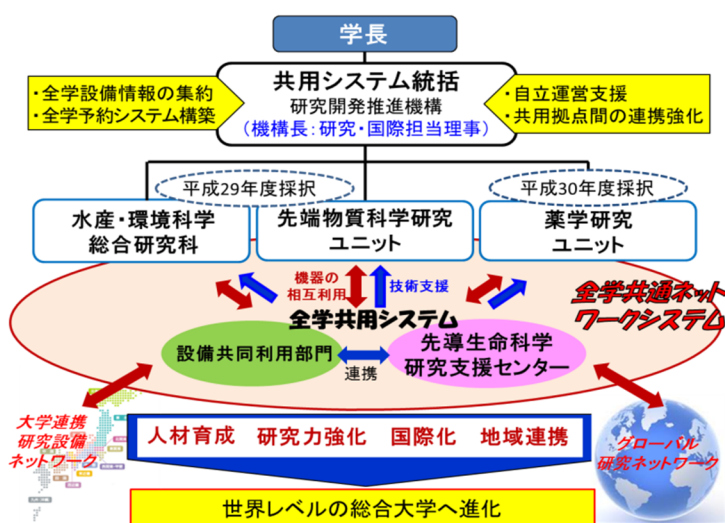 学長
共用システム統括
研究開発推進機構
（機構長：研究・国際担当理事）
・全学設備情報の集約
・全学予約システム構築
・自立運営支援
・共用拠点間の連携強化
平成29年度採択
平成30年度採択
水産・環境科学
総合研究科
先端物質科学研究
ユニット
薬学研究
ユニット
機器の
相互利用
技術支援
全学共通ネット
ワークシステム
全学共用システム
設備共同利用部門
連携
先導生命科学
研究支援センター
大学連携
研究設備
ネットワーク
人材育成 研究力強化 国際化 地域連携
グローバル
研究ネットワーク
世界レベルの総合大学へ進化